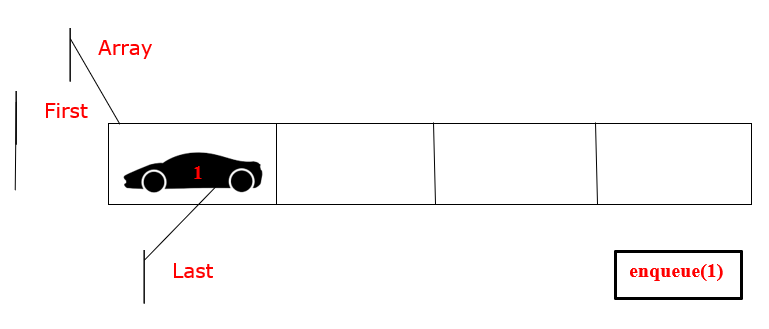 Array
First
1
Last
enqueue(1)